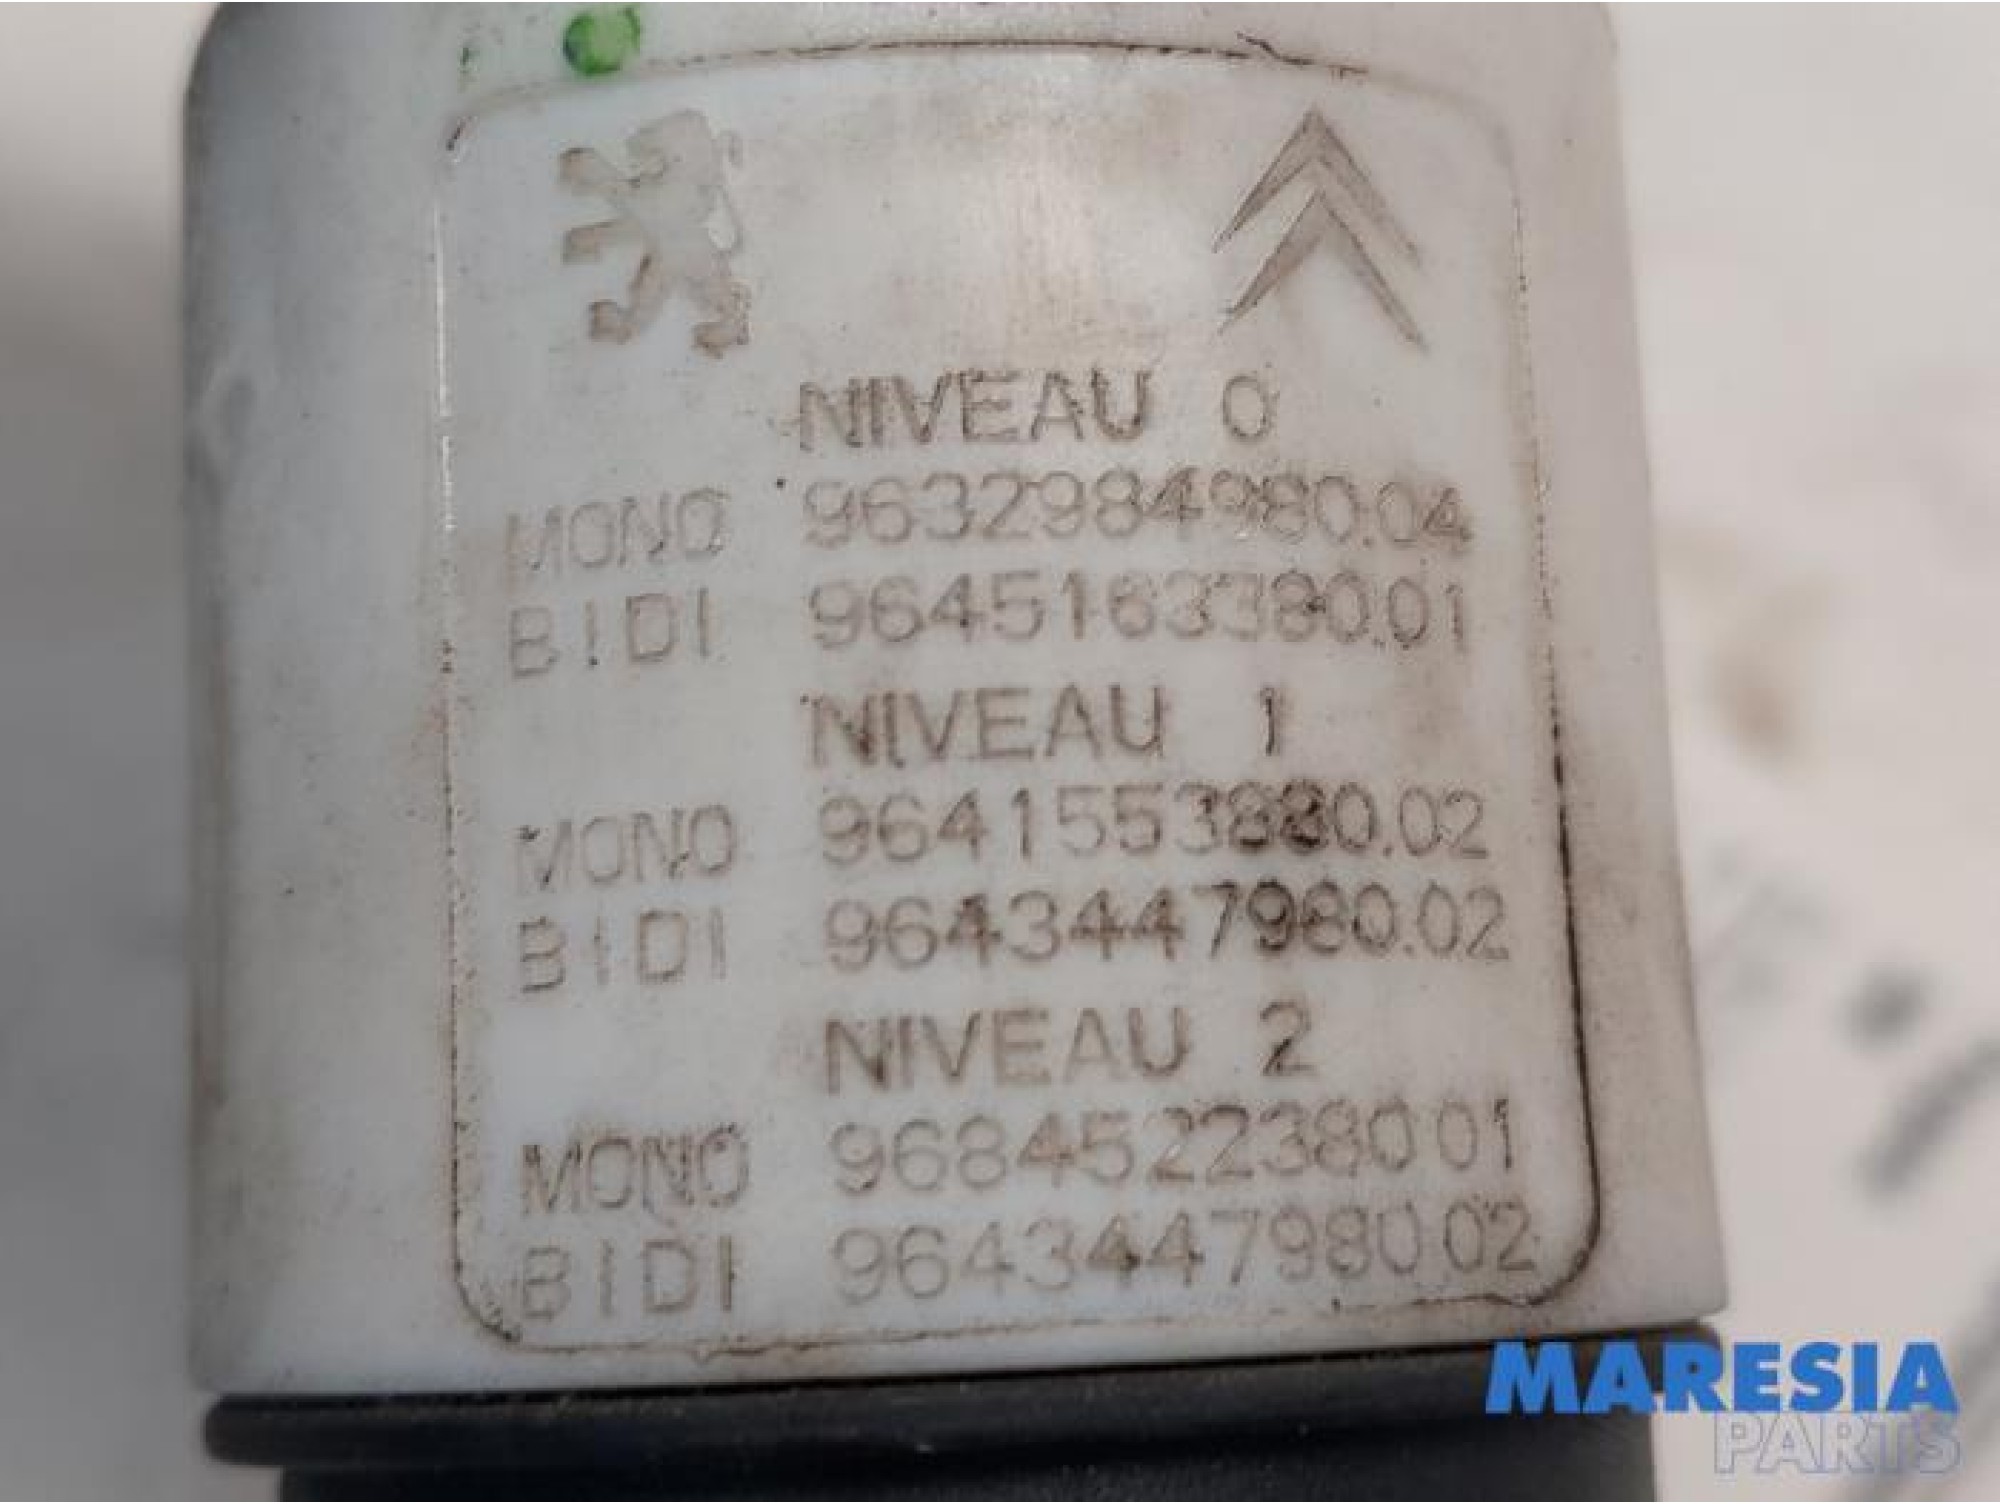 NIVEAU 0
MONO 9632984980.04
BIDI 9645163380.01
NIVEAU 1
MONO 9641553880.02
BIDI 9643447980.02
NIVEAU 2
MONO 9684522380 01
BIDI 9643447980 02
MARESIA
PARTS